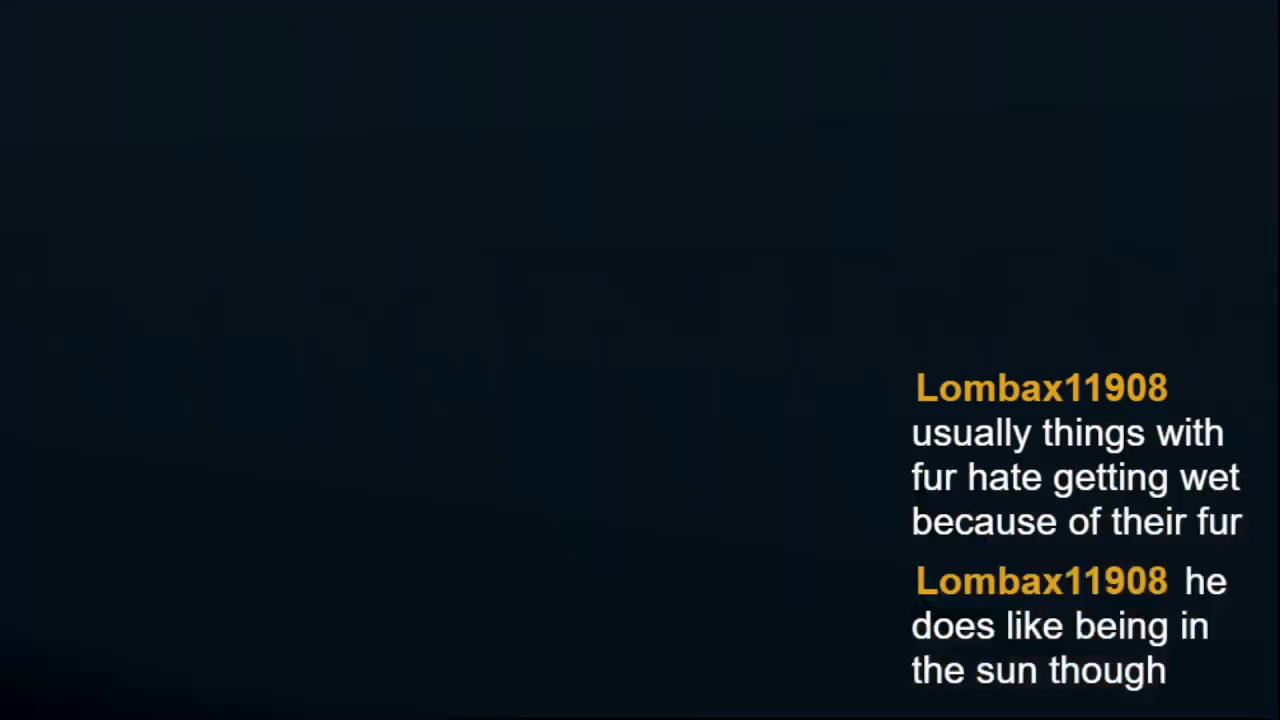 Lombax11908
usually things with
fur hate getting wet
because of their fur
Lombax11908 he
does like being in
the sun though